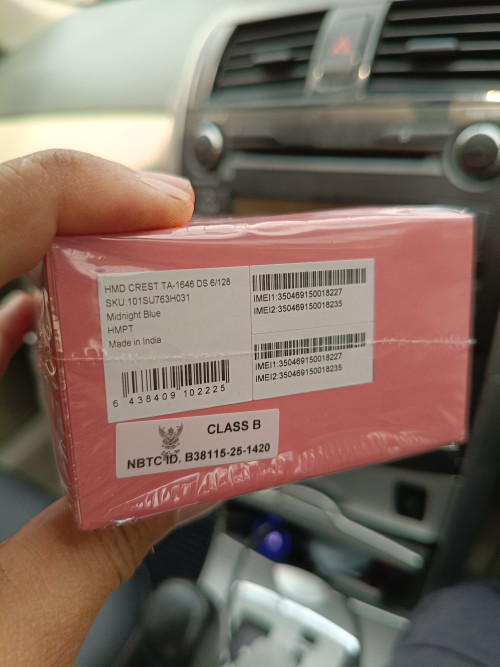 HMD CREST TA-1646 DS 6/128
SKU 101SU763H031
Midnight Blue
HMPT
Made in India
6 438409 102225
IMEI1:350469150018227
IMEI2:350469150018235
IMEI1:350469150018227
IMEI2:350469150018235
CLASS B
NBTC ID. B38115-25-1420